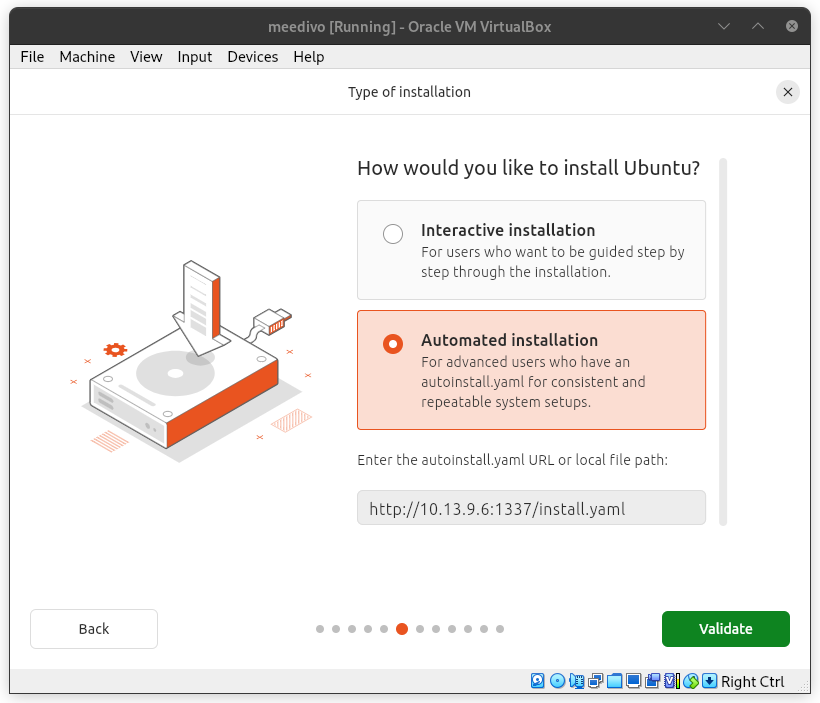 meedivo [Running] - Oracle VM VirtualBox
File Machine View Input Devices Help
Type of installation
How would you like to install Ubuntu?
Interactive installation
For users who want to be guided step by
step through the installation.
Automated installation
For advanced users who have an
autoinstall.yaml for consistent and
repeatable system setups.
Enter the autoinstall.yaml URL or local file path:
http://10.13.9.6:1337/install.yaml
Back
Validate
Right Ctrl